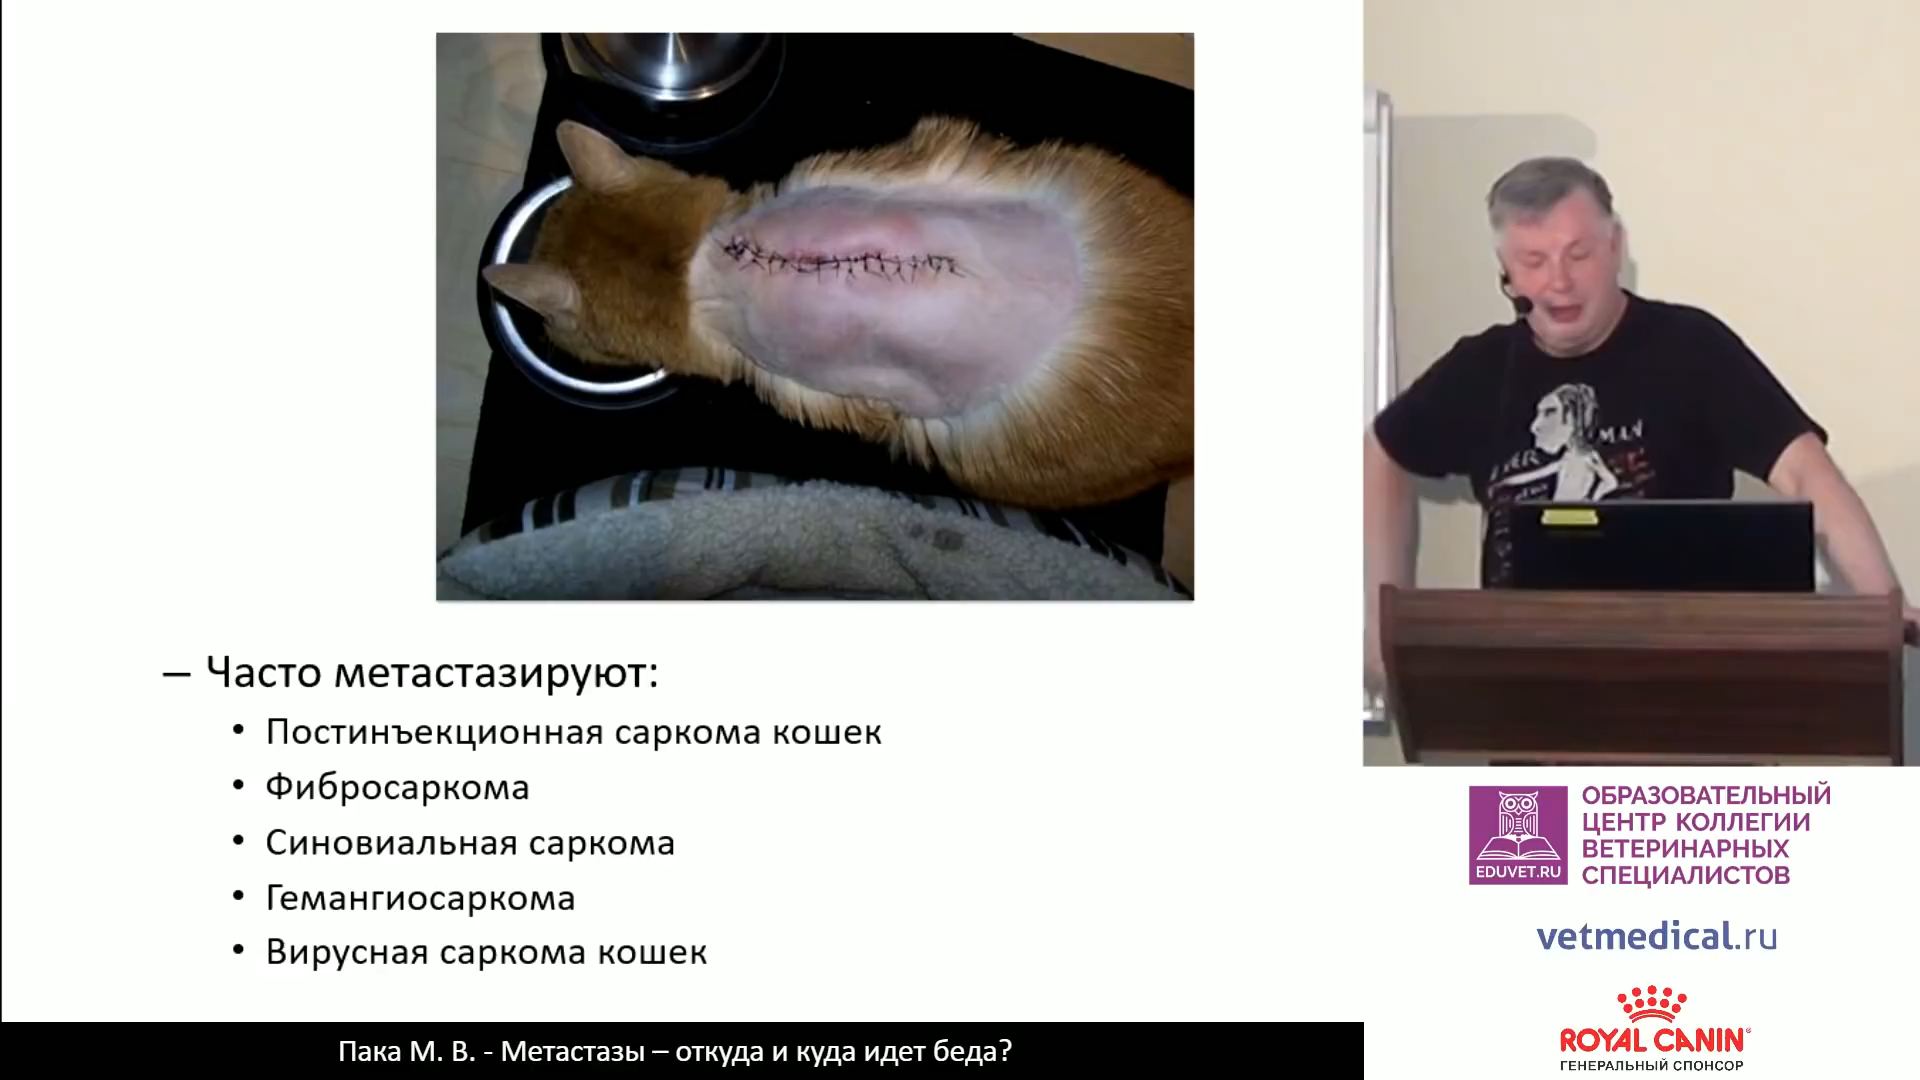 – Часто метастазируют:
• Постинъекционная саркома кошек
• Фибросаркома
• Синовиальная саркома
• Гемангиосаркома
• Вирусная саркома кошек
Пака М. В. - Метастазы – откуда и куда идет беда?
MAN
EDUVET.RU
ОБРАЗОВАТЕЛЬНЫЙ
ЦЕНТР КОЛЛЕГИИ
ВЕТЕРИНАРНЫХ
СПЕЦИАЛИСТОВ
vetmedical.ru
ROYAL CANIN®
ГЕНЕРАЛЬНЫЙ СПОНСОР